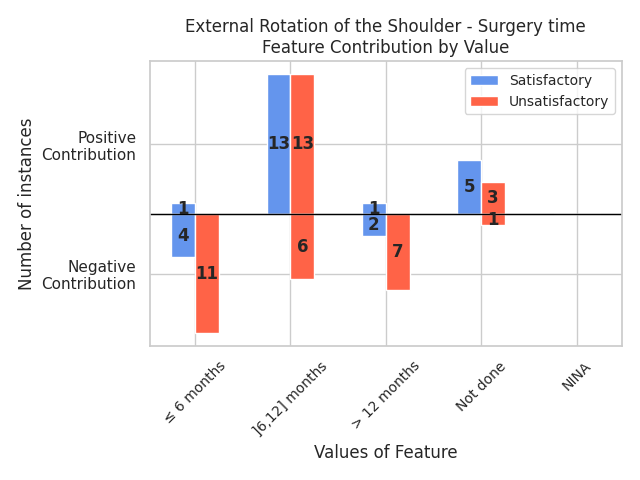 External Rotation of the Shoulder - Surgery time
Feature Contribution by Value
Satisfactory
Unsatisfactory
Number of instances
Positive
Contribution
Negative
Contribution
1
4
11
13
13
6
1
2
7
5
3
1
≤ 6 months
]6,12] months
> 12 months
Not done
NINA
Values of Feature